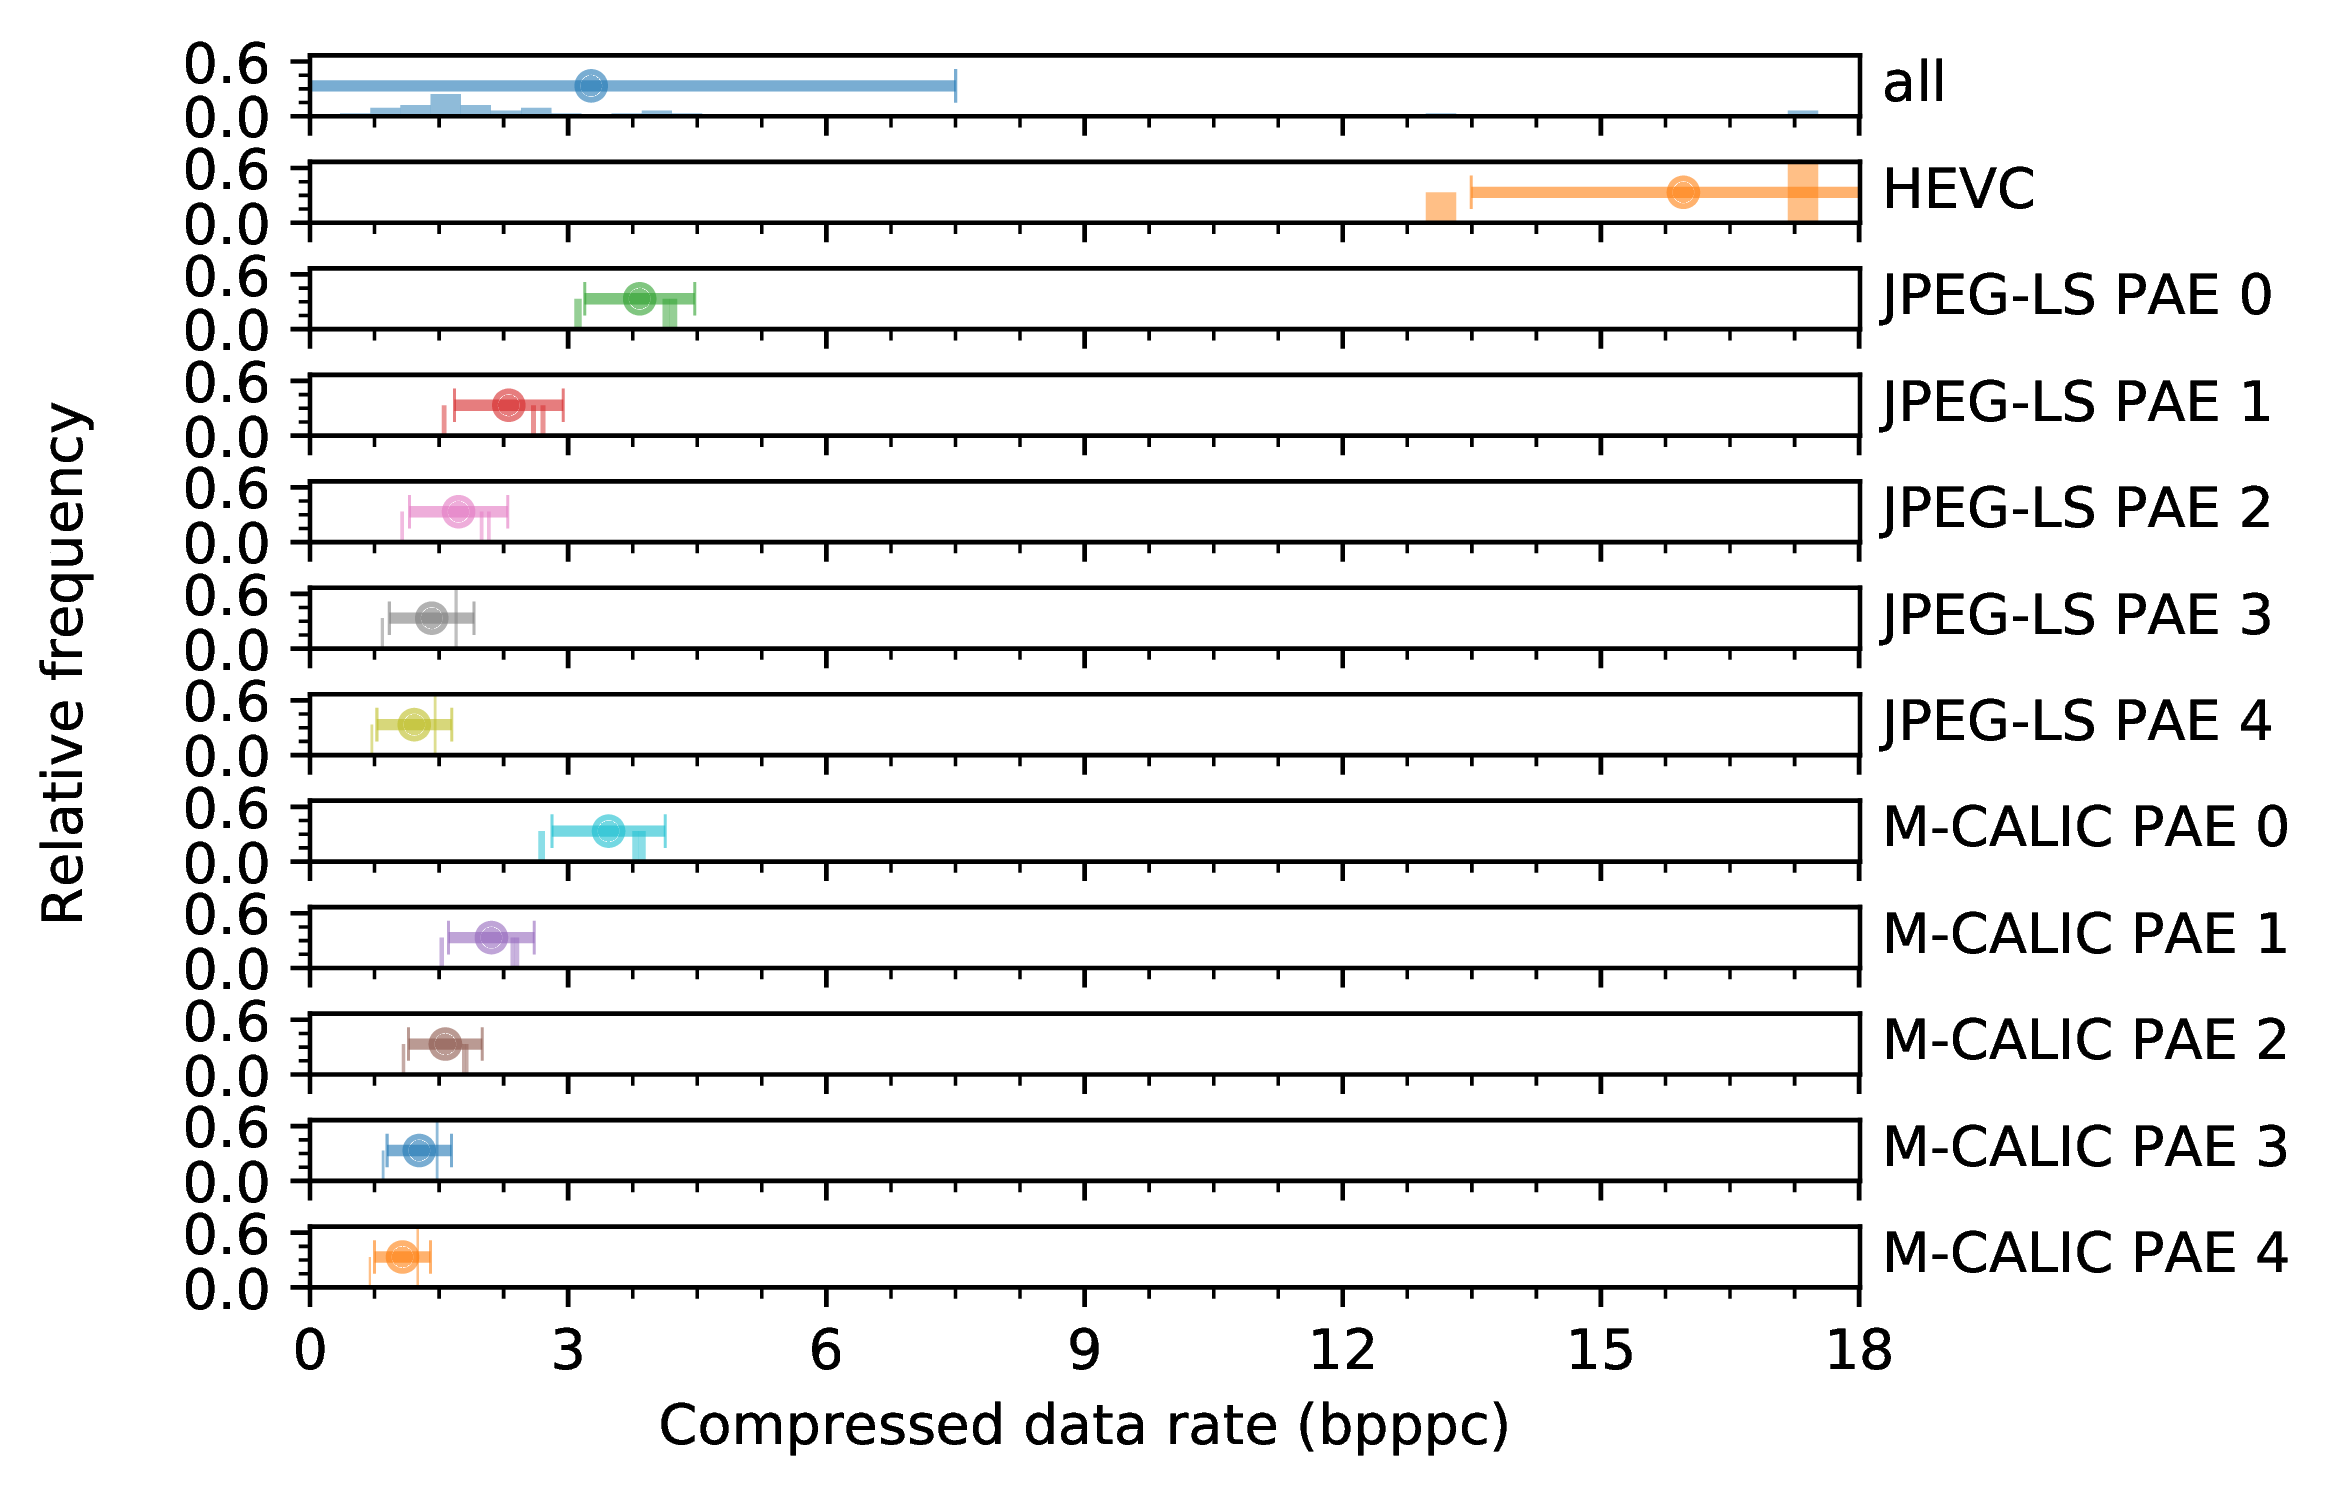 Relative frequency
0.6
0.0
all
0.6
0.0
HEVC
0.6
0.0
JPEG-LS PAE 0
0.6
0.0
JPEG-LS PAE 1
0.6
0.0
JPEG-LS PAE 2
0.6
0.0
JPEG-LS PAE 3
0.6
0.0
JPEG-LS PAE 4
0.6
0.0
M-CALIC PAE 0
0.6
0.0
M-CALIC PAE 1
0.6
0.0
M-CALIC PAE 2
0.6
0.0
M-CALIC PAE 3
0.6
0.0
M-CALIC PAE 4
0 3 6 9 12 15 18
Compressed data rate (bpppc)